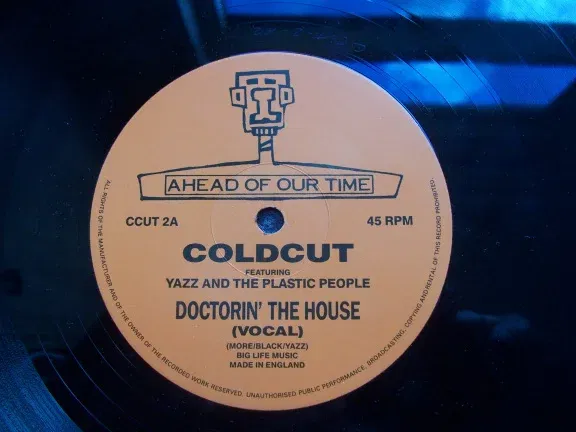 AHEAD OF OUR TIME
CCUT 2A
45 RPM
COLDCUT
FEATURING
YAZZ AND THE PLASTIC PEOPLE
DOCTORIN' THE HOUSE
(VOCAL)
(MORE/BLACK/YAZZ)
BIG LIFE MUSIC
MADE IN ENGLAND
ALL RIGHTS OF THE MANUFACTURER AND OF THE OWNER OF THE RECORDED WORK RESERVED. UNAUTHORISED PUBLIC PERFORMANCE, BROADCASTING, COPYING AND RENTAL OF THIS RECORD PROHIBITED.